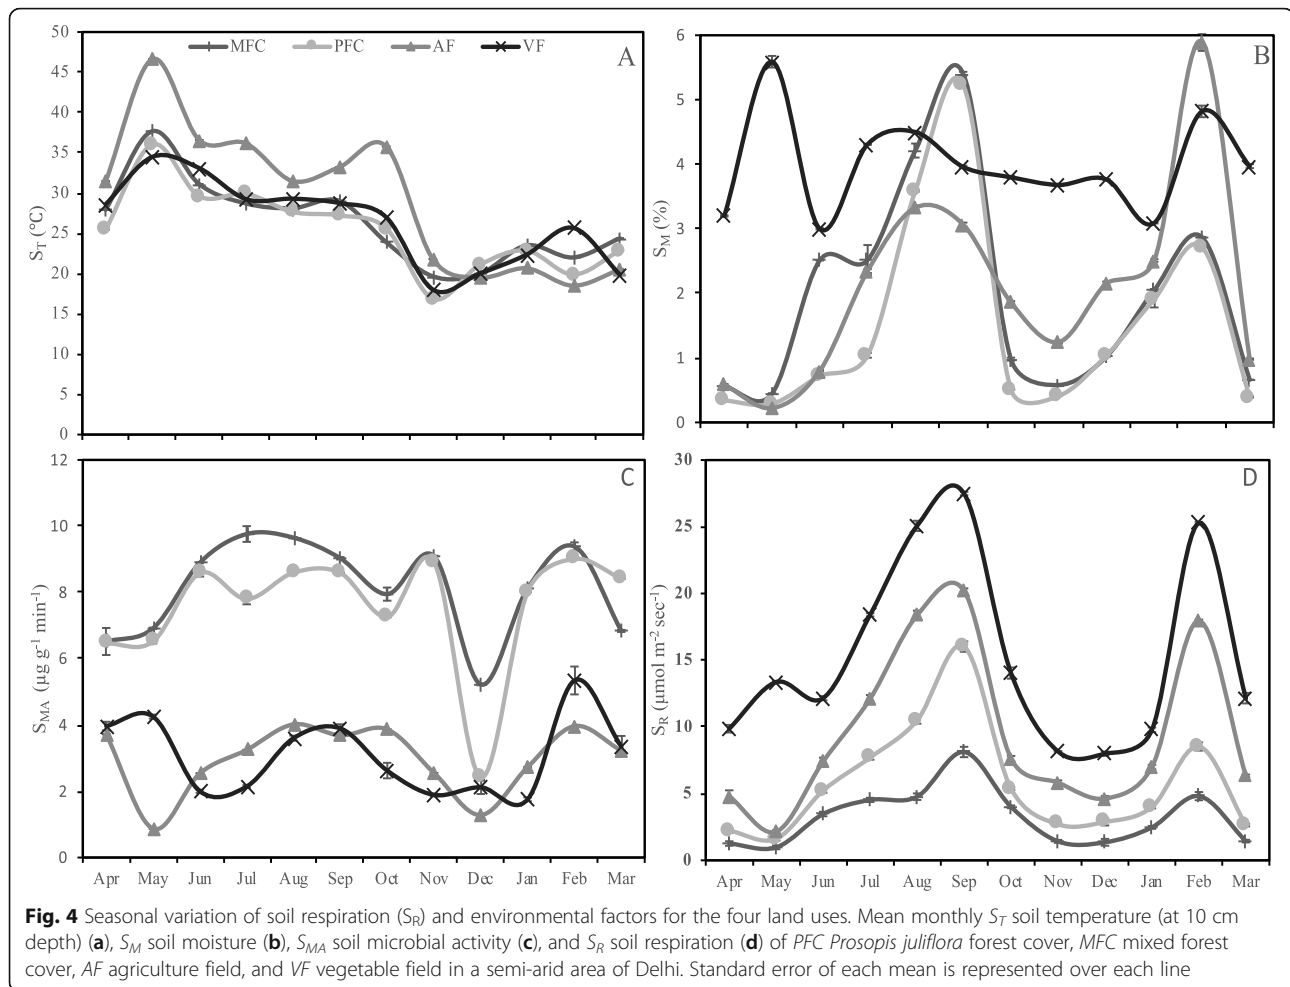 MFC PFC AF VF
A
S_T (°C)
50
45
40
35
30
25
20
15
10
5
0
B
S_M (%)
6
5
4
3
2
1
0
C
S_MA (µg g⁻¹ min⁻¹)
12
10
8
6
4
2
0
Apr May Jun Jul Aug Sep Oct Nov Dec Jan Feb Mar
D
S_R (µmol m⁻² sec⁻¹)
30
25
20
15
10
5
0
Apr May Jun Jul Aug Sep Oct Nov Dec Jan Feb Mar
Fig. 4 Seasonal variation of soil respiration (S_R) and environmental factors for the four land uses. Mean monthly S_T soil temperature (at 10 cm
depth) (a), S_M soil moisture (b), S_MA soil microbial activity (c), and S_R soil respiration (d) of PFC Prosopis juliflora forest cover, MFC mixed forest
cover, AF agriculture field, and VF vegetable field in a semi-arid area of Delhi. Standard error of each mean is represented over each line